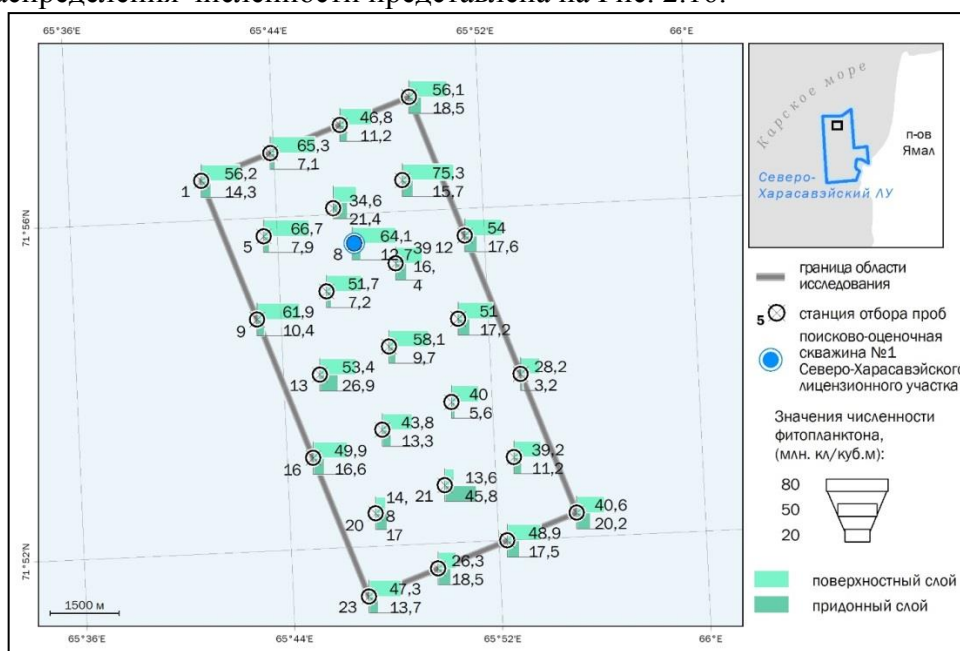 аспределения численности представлена на Рис. 2.10.
65°36'E 65°44'E 65°52'E 66°E
56,1
18,5
46,8
11,2
65,3
7,1
56,2
1 14,3
75,3
15,7
34,6
21,4
71°56'N
66,7
5 7,9
64,1
8 12,7
39 12
16,
4
54
17,6
51,7
7,2
61,9
9 10,4
51
17,2
58,1
9,7
53,4
13 26,9
28,2
3,2
40
5,6
43,8
13,3
49,9
16 16,6
39,2
11,2
13,6
21 45,8
14,
8
20 17
40,6
20,2
48,9
17,5
71°52'N
26,3
18,5
47,3
23 13,7
1500 м
65°36'E 65°44'E 65°52'E 66°E
Карское море
п-ов
Ямал
Северо-
Харасавэйский ЛУ
граница области
исследования
5 станция отбора проб
поисково-оценочная
скважина №1
Северо-Харасавэйского
лицензионного участка
Значения численности
фитопланктона,
(млн. кл/куб.м):
80
50
20
поверхностный слой
придонный слой